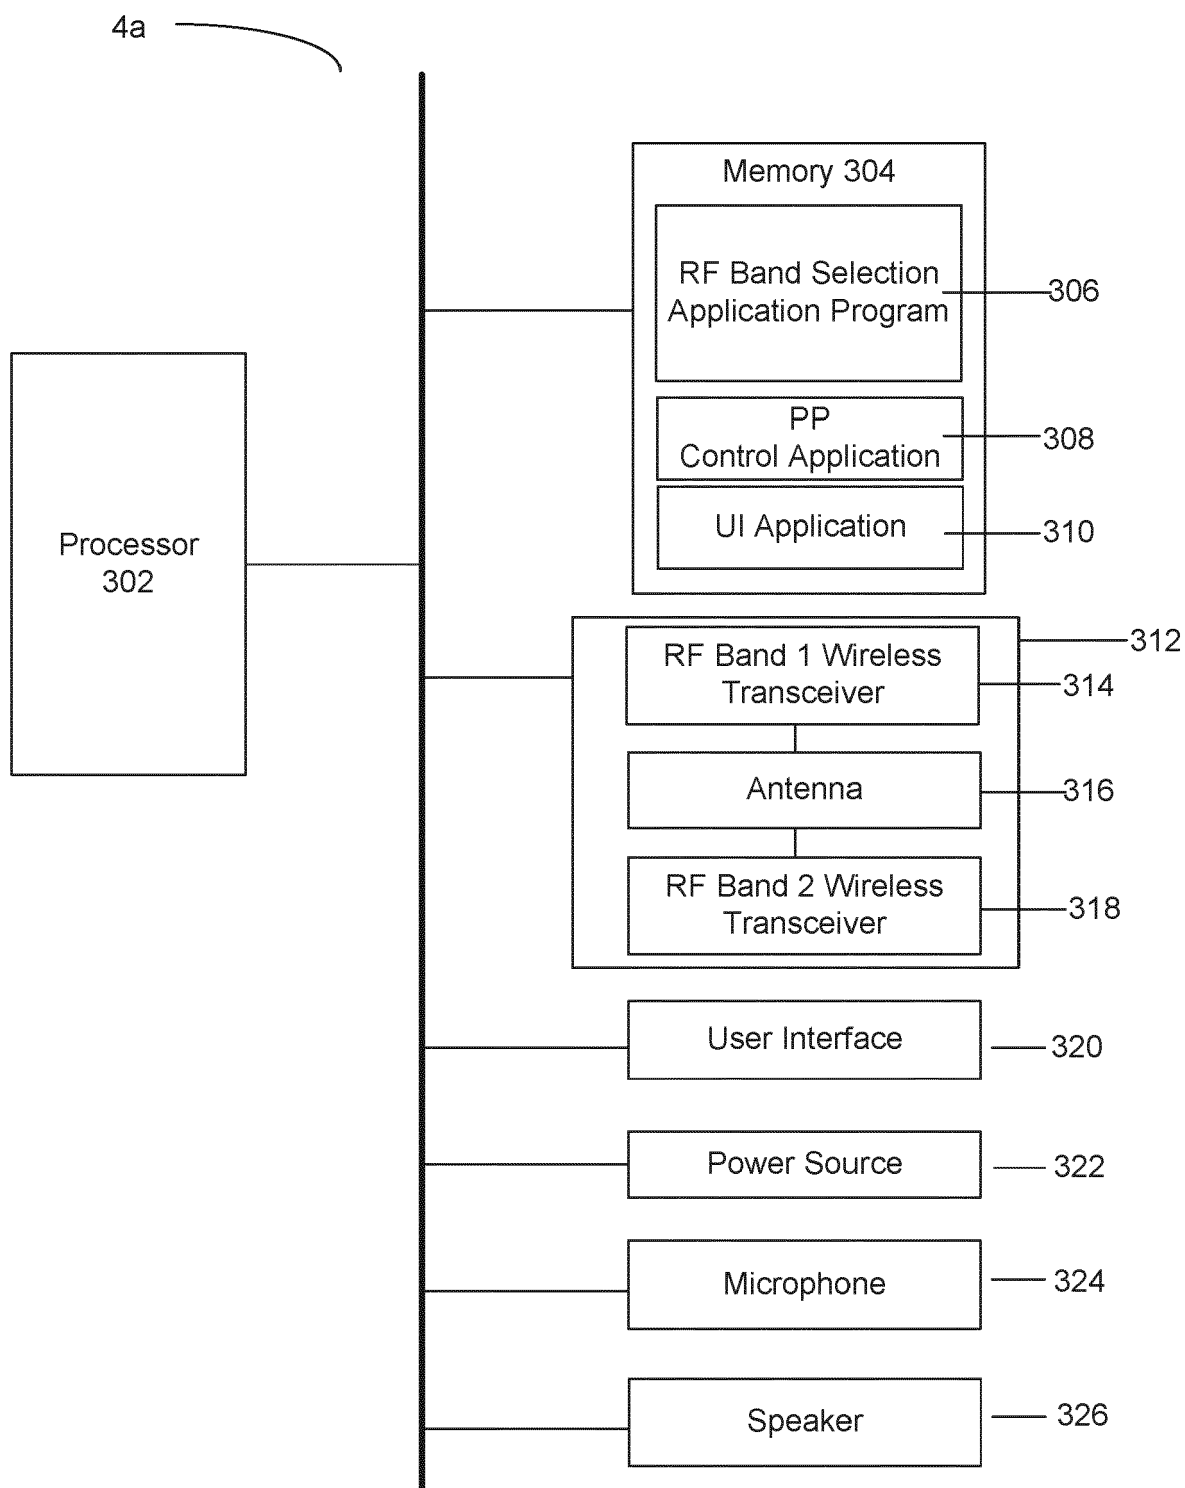 4a
Memory 304
RF Band Selection
Application Program
306
PP
Control Application
308
UI Application
310
Processor
302
312
RF Band 1 Wireless
Transceiver
314
Antenna
316
RF Band 2 Wireless
Transceiver
318
User Interface
320
Power Source
322
Microphone
324
Speaker
326